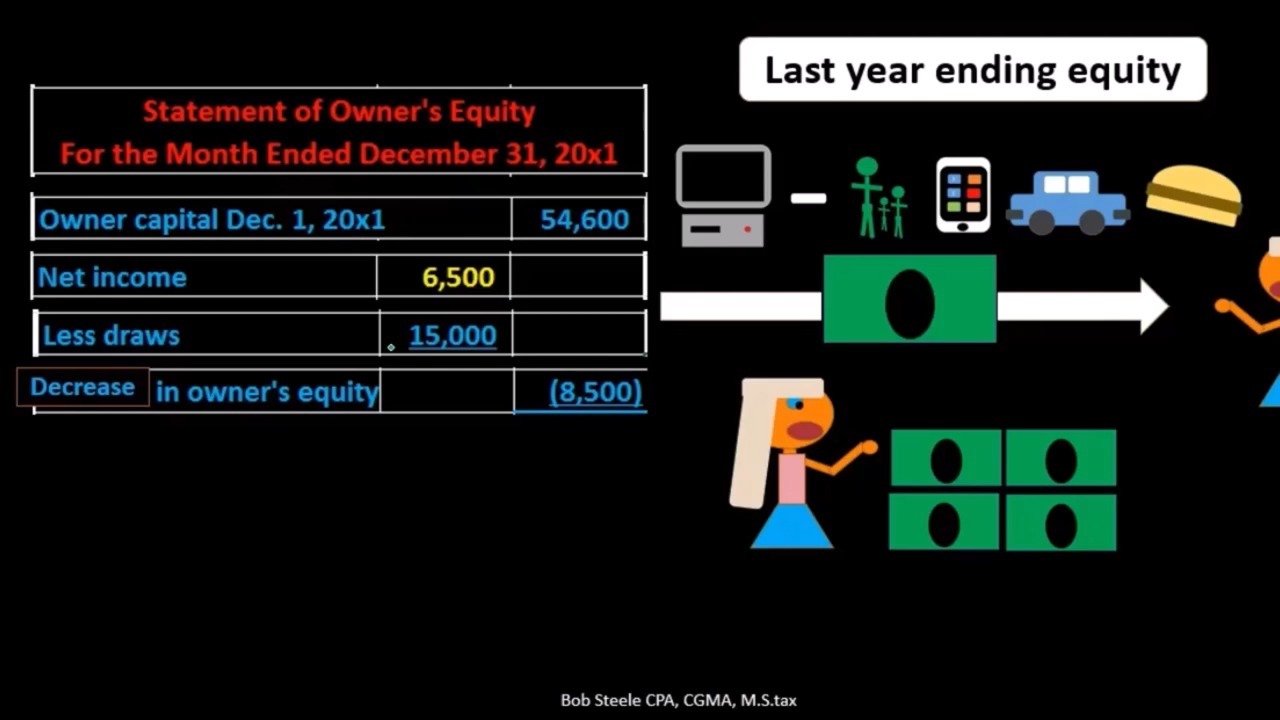 Last year ending equity
Statement of Owner's Equity
For the Month Ended December 31, 20x1
Owner capital Dec. 1, 20x1 54,600
Net income 6,500
Less draws 15,000
Decrease in owner's equity (8,500)
Bob Steele CPA, CGMA, M.S.tax